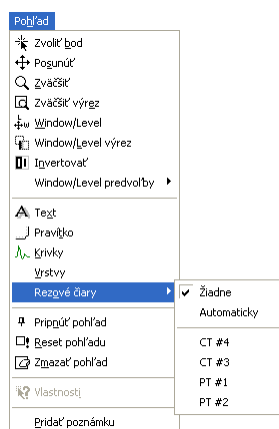 Pohľad
Zvoliť bod
Posunúť
Zväčšiť
Zväčšiť výrez
Window/Level
Window/Level výrez
Invertovať
Window/Level predvoľby
Text
Pravítko
Krivky
Vrstvy
Rezové čiary
Žiadne
Automaticky
CT #4
CT #3
PT #1
PT #2
Pripnúť pohľad
Reset pohľadu
Zmazať pohľad
Vlastnosti
Pridať poznámku